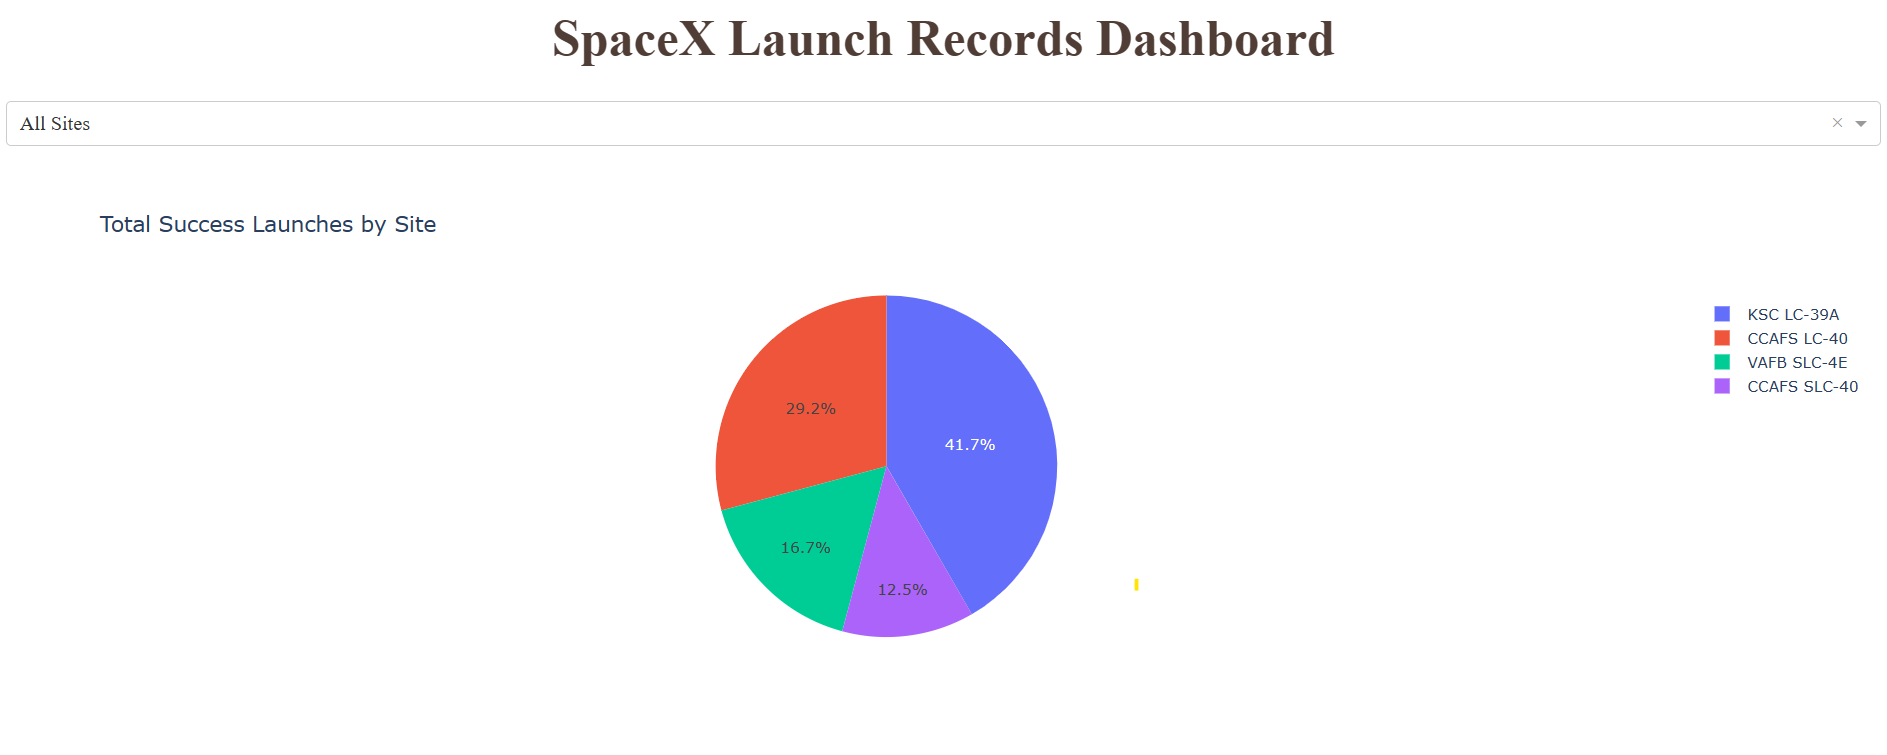 SpaceX Launch Records Dashboard
All Sites ×
Total Success Launches by Site
KSC LC-39A
CCAFS LC-40
VAFB SLC-4E
CCAFS SLC-40
29.2%
41.7%
16.7%
12.5%